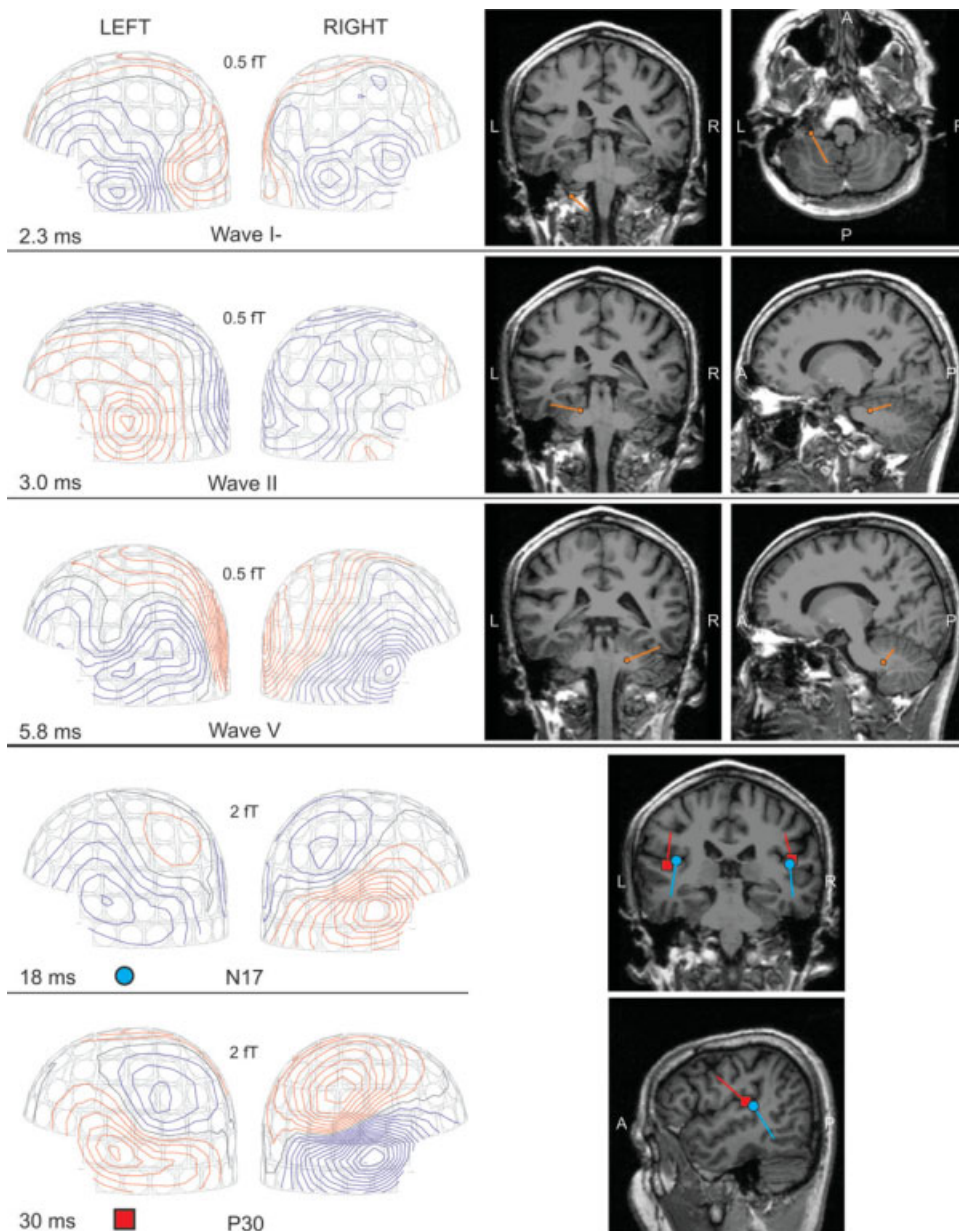 LEFT RIGHT
0.5 fT
A
L R
L R
P
2.3 ms Wave I-
0.5 fT
L R
A P
3.0 ms Wave II
0.5 fT
L R
A P
5.8 ms Wave V
2 fT
L R
18 ms N17
2 fT
A P
30 ms P30